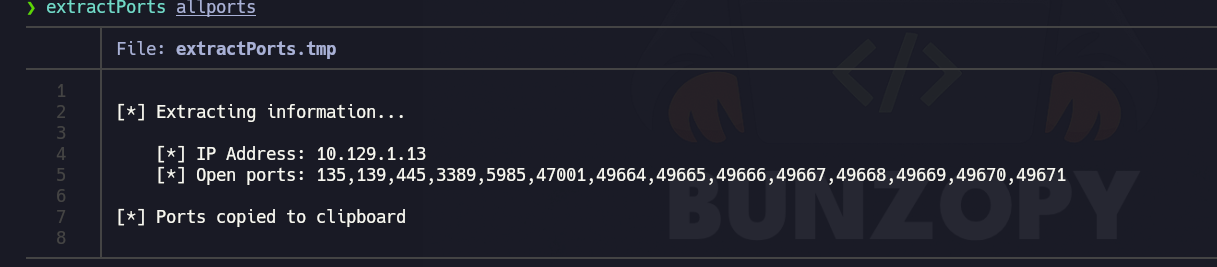 ❯ extractPorts allports
File: extractPorts.tmp
1
2 [*] Extracting information...
3
4 [*] IP Address: 10.129.1.13
5 [*] Open ports: 135,139,445,3389,5985,47001,49664,49665,49666,49667,49668,49669,49670,49671
6
7 [*] Ports copied to clipboard
8
</>
BUNZOPY